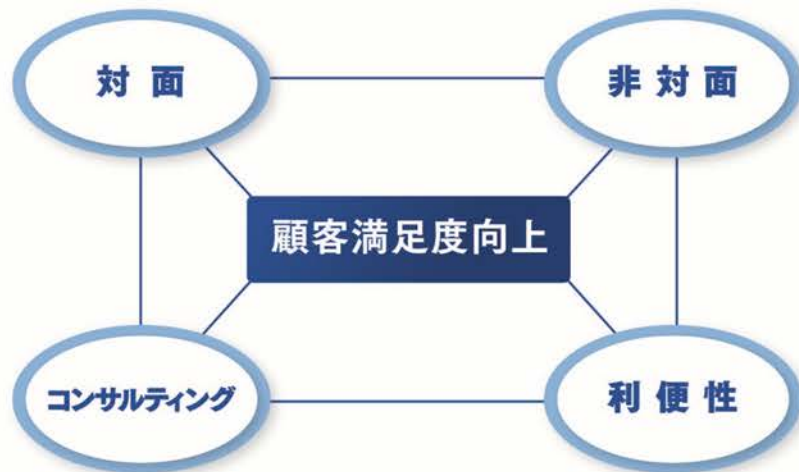 対面
非対面
顧客満足度向上
コンサルティング
利便性